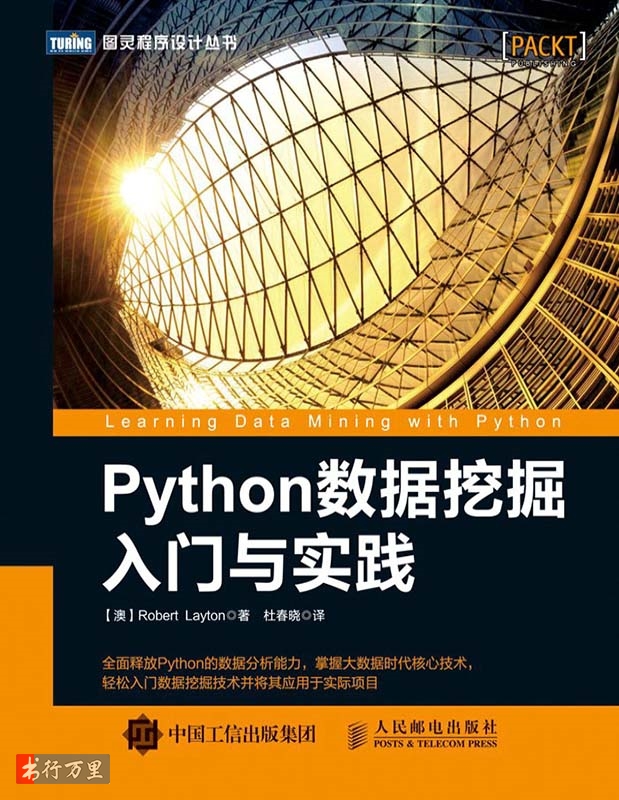 TURING 图灵程序设计丛书
[PACKT]
PUBLISHING
Learning Data Mining with Python
Python数据挖掘
入门与实践
【澳】Robert Layton◎著 杜春晓◎译
全面释放Python的数据分析能力，掌握大数据时代核心技术，
轻松入门数据挖掘技术并将其应用于实际项目
中国工信出版集团 人民邮电出版社
POSTS & TELECOM PRESS
书行万里